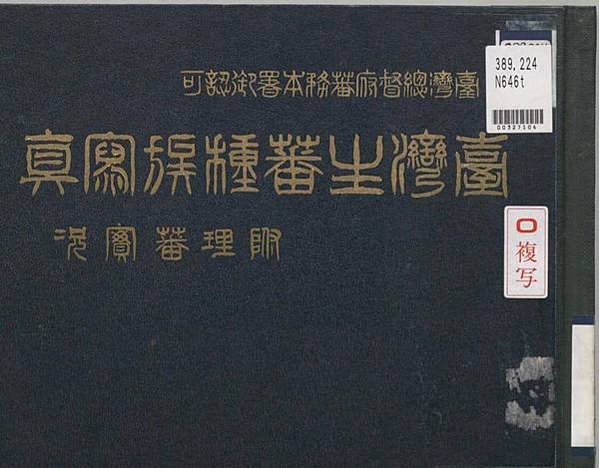 臺灣總督府蕃務本署御認可
臺灣生蕃種族寫真
附理蕃實況
389.224
N646t
00327104
複写